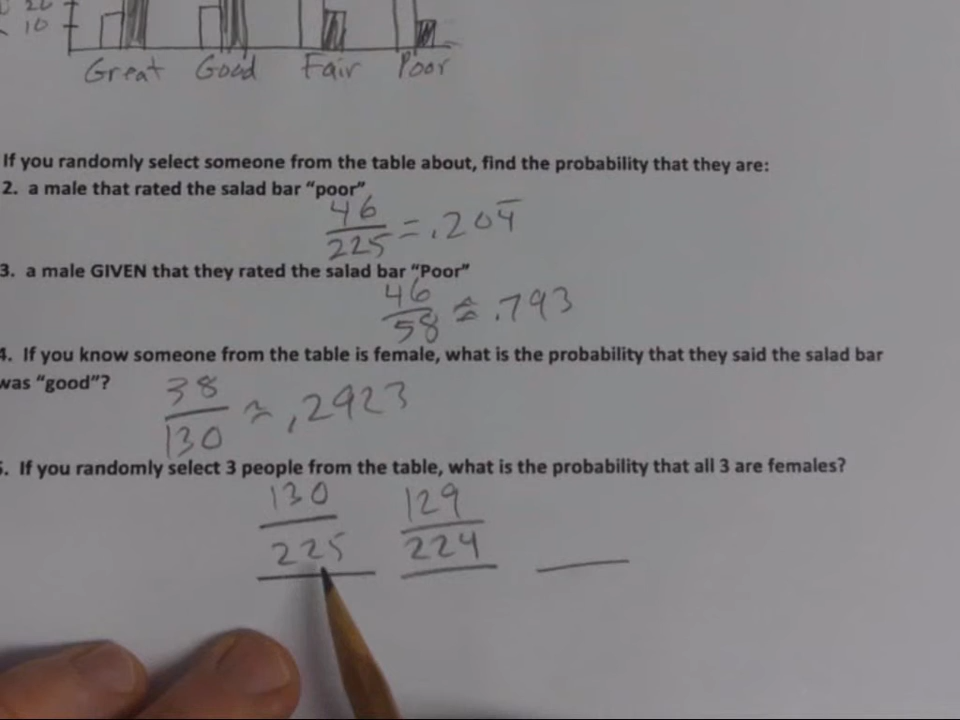 20
10
Great Good Fair Poor
If you randomly select someone from the table about, find the probability that they are:
2. a male that rated the salad bar “poor”
46
225 = .204̅
3. a male GIVEN that they rated the salad bar “Poor”
46
58 ≈ .793
4. If you know someone from the table is female, what is the probability that they said the salad bar
was “good”?
38
130 ≈ .2923
5. If you randomly select 3 people from the table, what is the probability that all 3 are females?
130 129
225 224